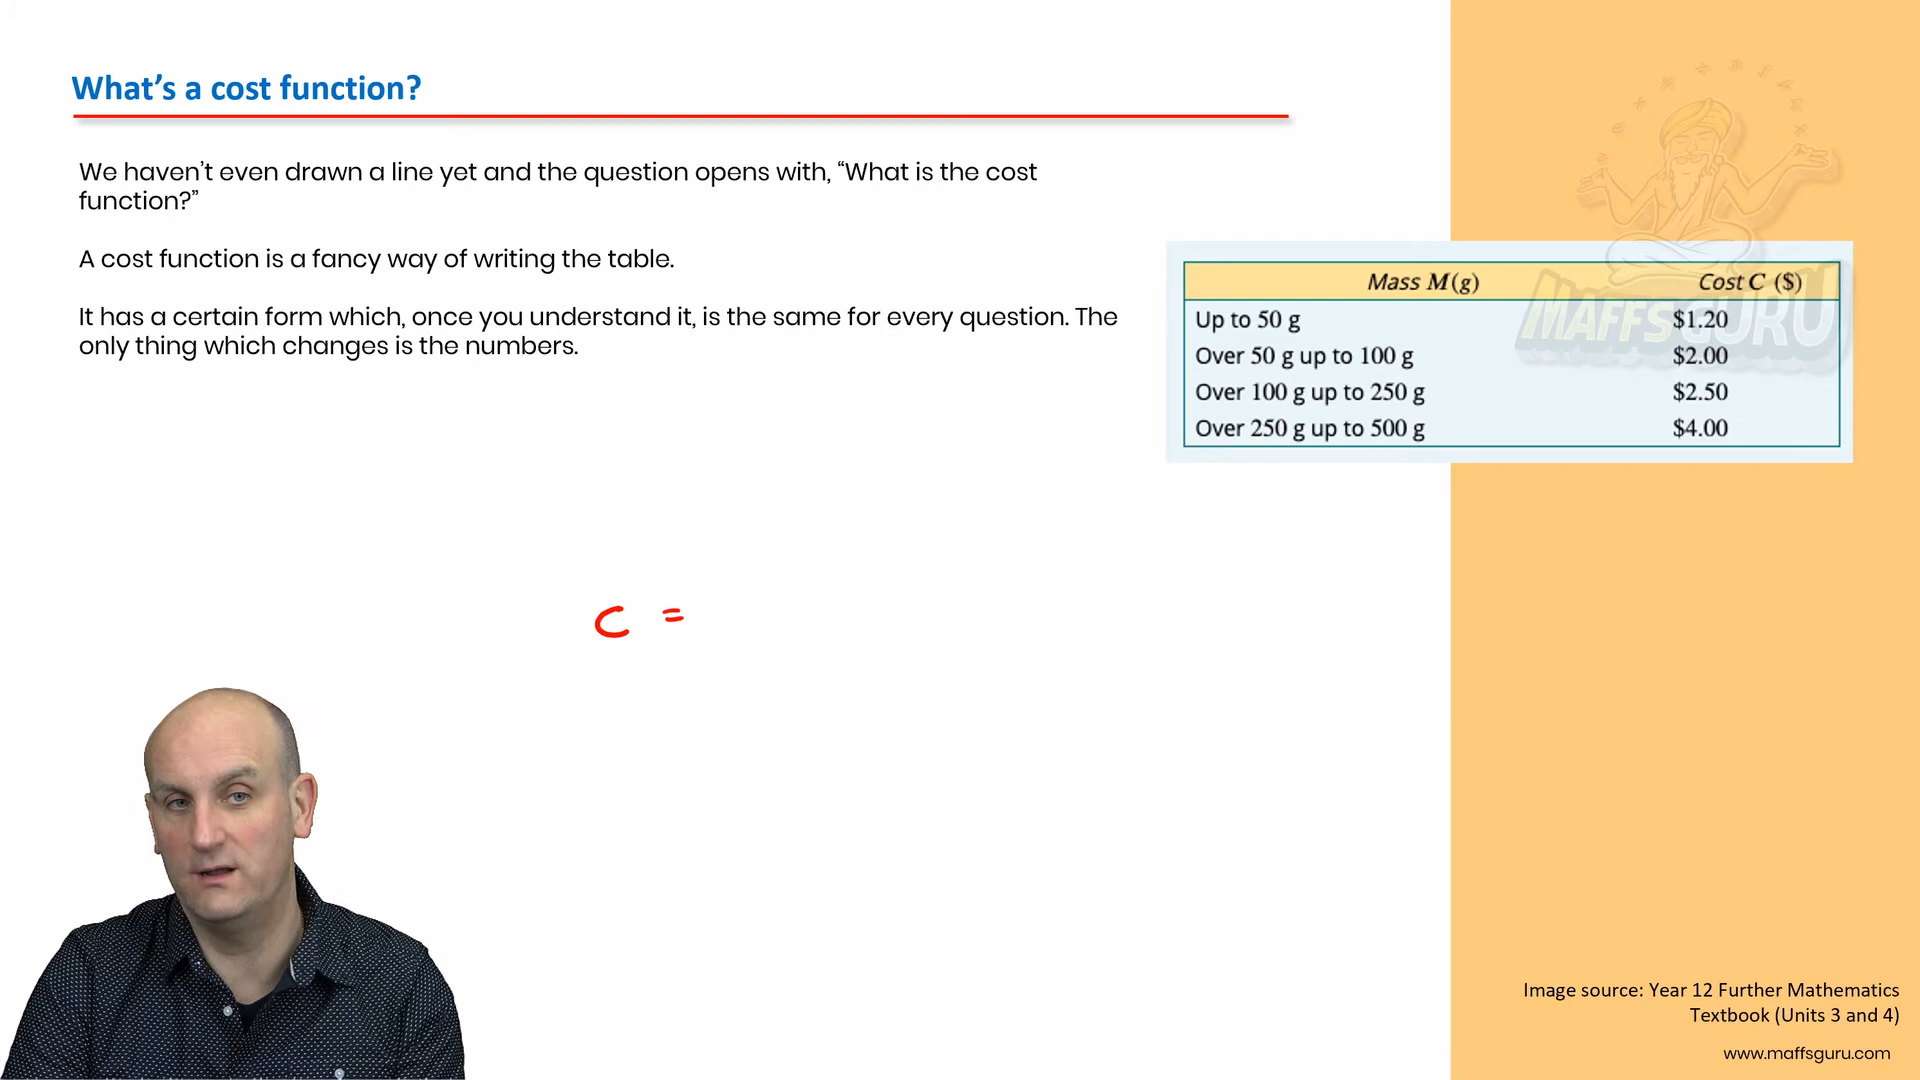 What’s a cost function?
We haven’t even drawn a line yet and the question opens with, “What is the cost
function?”
A cost function is a fancy way of writing the table.
It has a certain form which, once you understand it, is the same for every question. The
only thing which changes is the numbers.
Mass M(g) Cost C ($)
Up to 50 g $1.20
Over 50 g up to 100 g $2.00
Over 100 g up to 250 g $2.50
Over 250 g up to 500 g $4.00
MAFFSGURU
C =
Image source: Year 12 Further Mathematics
Textbook (Units 3 and 4)
www.maffsguru.com